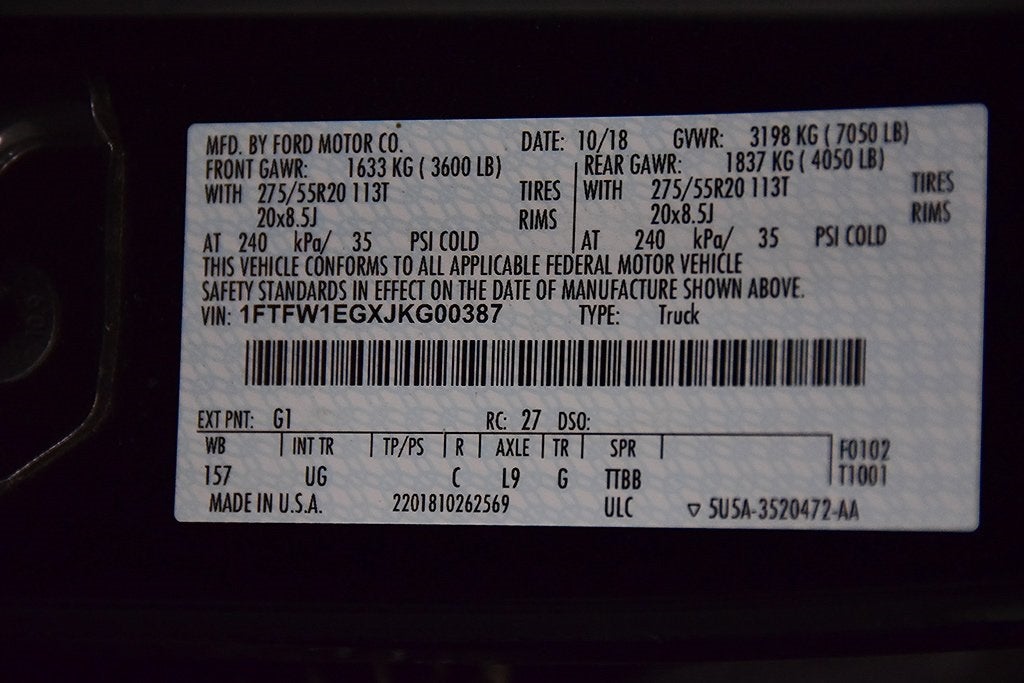 MFD. BY FORD MOTOR CO. DATE: 10/18 GVWR: 3198 KG ( 7050 LB)
FRONT GAWR: 1633 KG ( 3600 LB) REAR GAWR: 1837 KG ( 4050 LB)
WITH 275/55R20 113T TIRES WITH 275/55R20 113T TIRES
20x8.5J RIMS 20x8.5J RIMS
AT 240 kPa/ 35 PSI COLD AT 240 kPa/ 35 PSI COLD
THIS VEHICLE CONFORMS TO ALL APPLICABLE FEDERAL MOTOR VEHICLE
SAFETY STANDARDS IN EFFECT ON THE DATE OF MANUFACTURE SHOWN ABOVE.
VIN: 1FTFW1EGXJKG00387 TYPE: Truck
EXT PNT: G1 RC: 27 DSO:
WB INT TR TP/PS R AXLE TR SPR F0102
157 UG C L9 G TTBB T1001
MADE IN U.S.A. 2201810262569 ULC ▽ 5U5A-3520472-AA